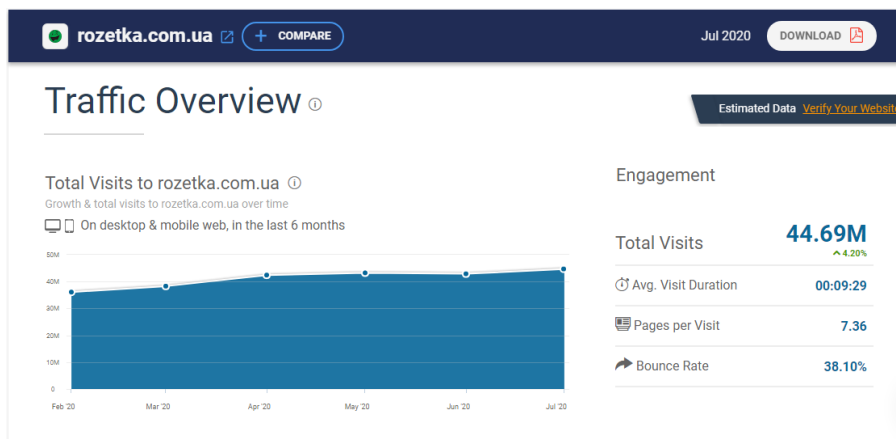 rozetka.com.ua
+ COMPARE
Jul 2020
DOWNLOAD
Traffic Overview
Estimated Data Verify Your Website
Total Visits to rozetka.com.ua
Growth & total visits to rozetka.com.ua over time
On desktop & mobile web, in the last 6 months
50M
40M
30M
20M
10M
0
Feb '20
Mar '20
Apr '20
May '20
Jun '20
Jul '20
Engagement
Total Visits
44.69M
4.20%
Avg. Visit Duration
00:09:29
Pages per Visit
7.36
Bounce Rate
38.10%